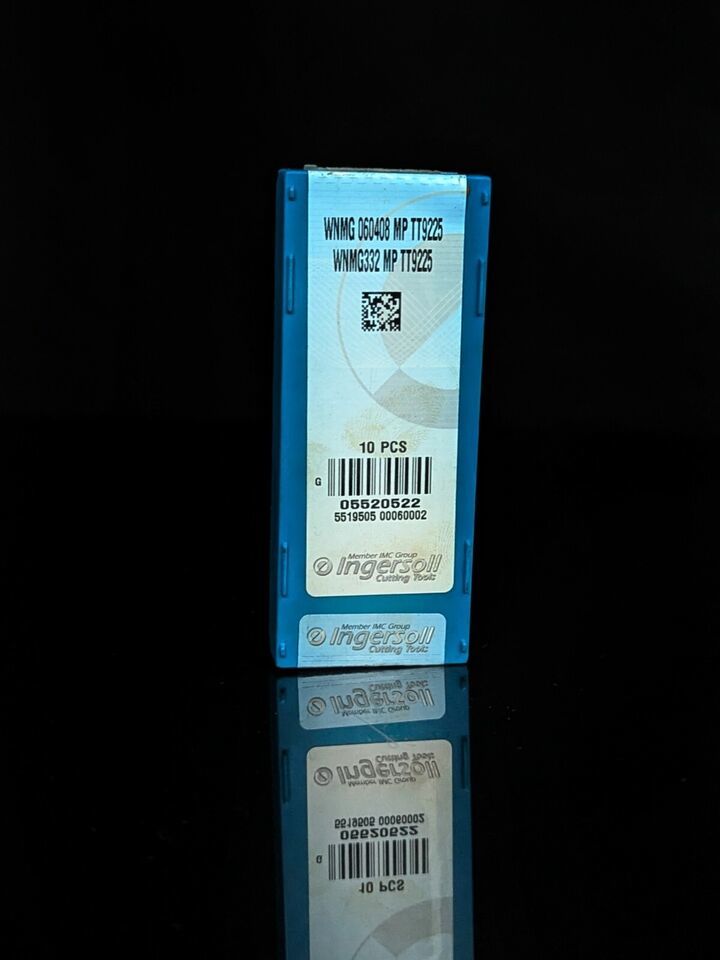 WNMG 060408 MP TT9225
WNMG332 MP TT9225
10 PCS
G
05520522
5519505 00060002
Member IMC Group
Ingersoll
Cutting Tools
Member IMC Group
Ingersoll
Cutting Tools